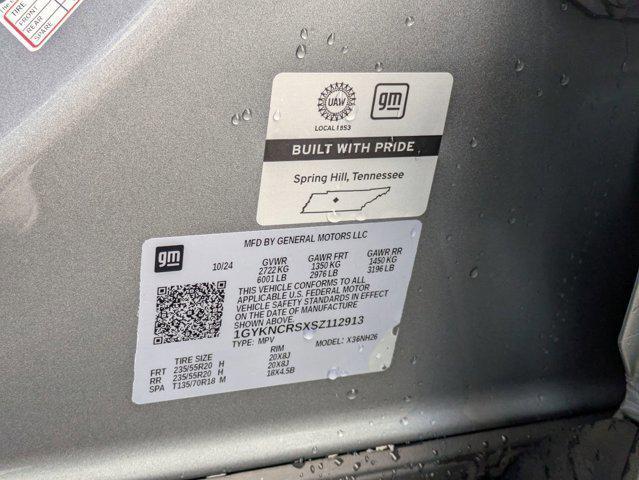 TIRE
FRONT
REAR
SPARE
UAW
gm
LOCAL 1853
BUILT WITH PRIDE
Spring Hill, Tennessee
gm
MFD BY GENERAL MOTORS LLC
10/24 GVWR GAWR FRT GAWR RR
2722 KG 1350 KG 1450 KG
6001 LB 2976 LB 3196 LB
THIS VEHICLE CONFORMS TO ALL
APPLICABLE U.S. FEDERAL MOTOR
VEHICLE SAFETY STANDARDS IN EFFECT
ON THE DATE OF MANUFACTURE
SHOWN ABOVE.
1GYKNCRSXSZ112913
TYPE: MPV MODEL: X36NH26
TIRE SIZE RIM
FRT 235/55R20 H 20X8J
RR 235/55R20 H 20X8J
SPA T135/70R18 M 18X4.5B